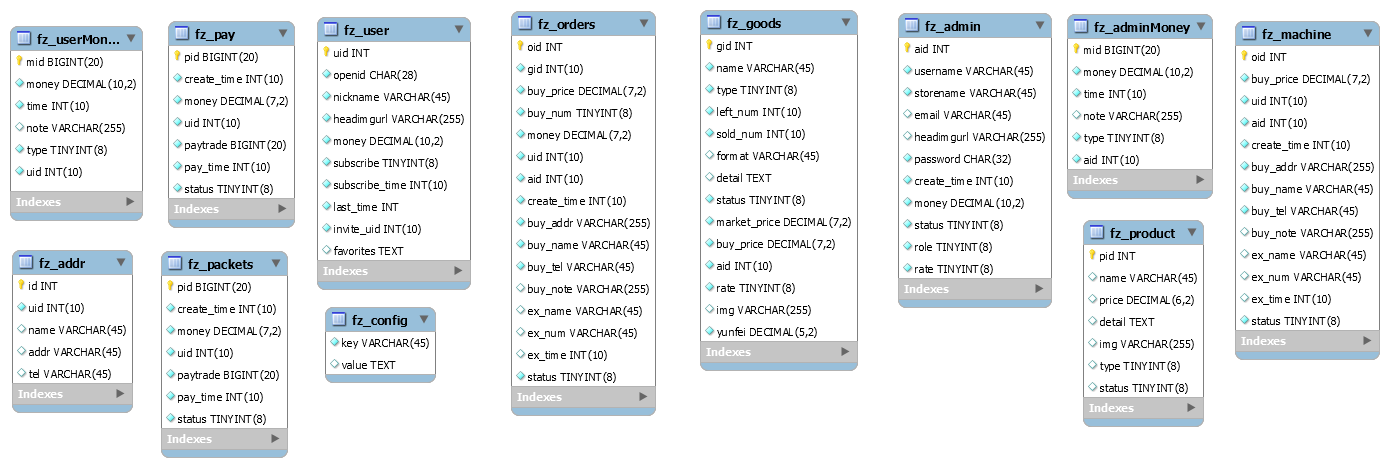 fz_userMon...
mid BIGINT(20)
money DECIMAL(10,2)
time INT(10)
note VARCHAR(255)
type TINYINT(8)
uid INT(10)
Indexes
fz_pay
pid BIGINT(20)
create_time INT(10)
money DECIMAL(7,2)
uid INT(10)
paytrade BIGINT(20)
pay_time INT(10)
status TINYINT(8)
Indexes
fz_user
uid INT
openid CHAR(28)
nickname VARCHAR(45)
headimgurl VARCHAR(255)
money DECIMAL(10,2)
subscribe TINYINT(8)
subscribe_time INT(10)
last_time INT
invite_uid INT(10)
favorites TEXT
Indexes
fz_orders
oid INT
gid INT(10)
buy_price DECIMAL(7,2)
buy_num TINYINT(8)
money DECIMAL(7,2)
uid INT(10)
aid INT(10)
create_time INT(10)
buy_addr VARCHAR(255)
buy_name VARCHAR(45)
buy_tel VARCHAR(45)
buy_note VARCHAR(255)
ex_name VARCHAR(45)
ex_num VARCHAR(45)
ex_time INT(10)
status TINYINT(8)
Indexes
fz_goods
gid INT
name VARCHAR(45)
type TINYINT(8)
left_num INT(10)
sold_num INT(10)
format VARCHAR(45)
detail TEXT
status TINYINT(8)
market_price DECIMAL(7,2)
buy_price DECIMAL(7,2)
aid INT(10)
rate TINYINT(8)
img VARCHAR(255)
yunfei DECIMAL(5,2)
Indexes
fz_admin
aid INT
username VARCHAR(45)
storename VARCHAR(45)
email VARCHAR(45)
headimgurl VARCHAR(255)
password CHAR(32)
create_time INT(10)
money DECIMAL(10,2)
status TINYINT(8)
role TINYINT(8)
rate TINYINT(8)
Indexes
fz_adminMoney
mid BIGINT(20)
money DECIMAL(10,2)
time INT(10)
note VARCHAR(255)
type TINYINT(8)
aid INT(10)
Indexes
fz_machine
oid INT
buy_price DECIMAL(7,2)
uid INT(10)
aid INT(10)
create_time INT(10)
buy_addr VARCHAR(255)
buy_name VARCHAR(45)
buy_tel VARCHAR(45)
buy_note VARCHAR(255)
ex_name VARCHAR(45)
ex_num VARCHAR(45)
ex_time INT(10)
status TINYINT(8)
Indexes
fz_addr
id INT
uid INT(10)
name VARCHAR(45)
addr VARCHAR(45)
tel VARCHAR(45)
Indexes
fz_packets
pid BIGINT(20)
create_time INT(10)
money DECIMAL(7,2)
uid INT(10)
paytrade BIGINT(20)
pay_time INT(10)
status TINYINT(8)
Indexes
fz_config
key VARCHAR(45)
value TEXT
fz_product
pid INT
name VARCHAR(45)
price DECIMAL(6,2)
detail TEXT
img VARCHAR(255)
type TINYINT(8)
status TINYINT(8)
Indexes